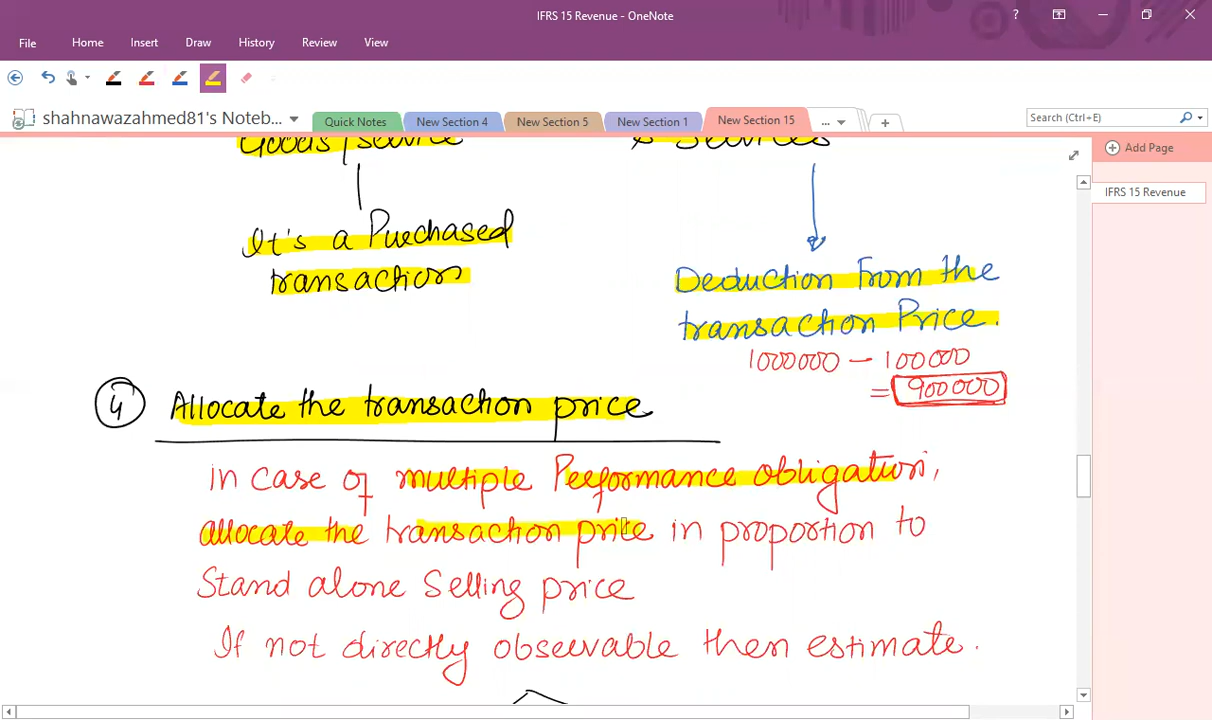 IFRS 15 Revenue - OneNote
?
File
Home
Insert
Draw
History
Review
View
shahnawazahmed81's Noteb...
Quick Notes
New Section 4
New Section 5
New Section 1
New Section 15
...
Search (Ctrl+E)
Add Page
IFRS 15 Revenue
Goods/service
& Services
It's a Purchased
transaction
Deduction from the
transaction Price.
1000000 - 100000
= 900000
4 Allocate the transaction price
In case of multiple Performance obligation,
allocate the transaction price in proportion to
Stand alone Selling price
If not directly observable then estimate.